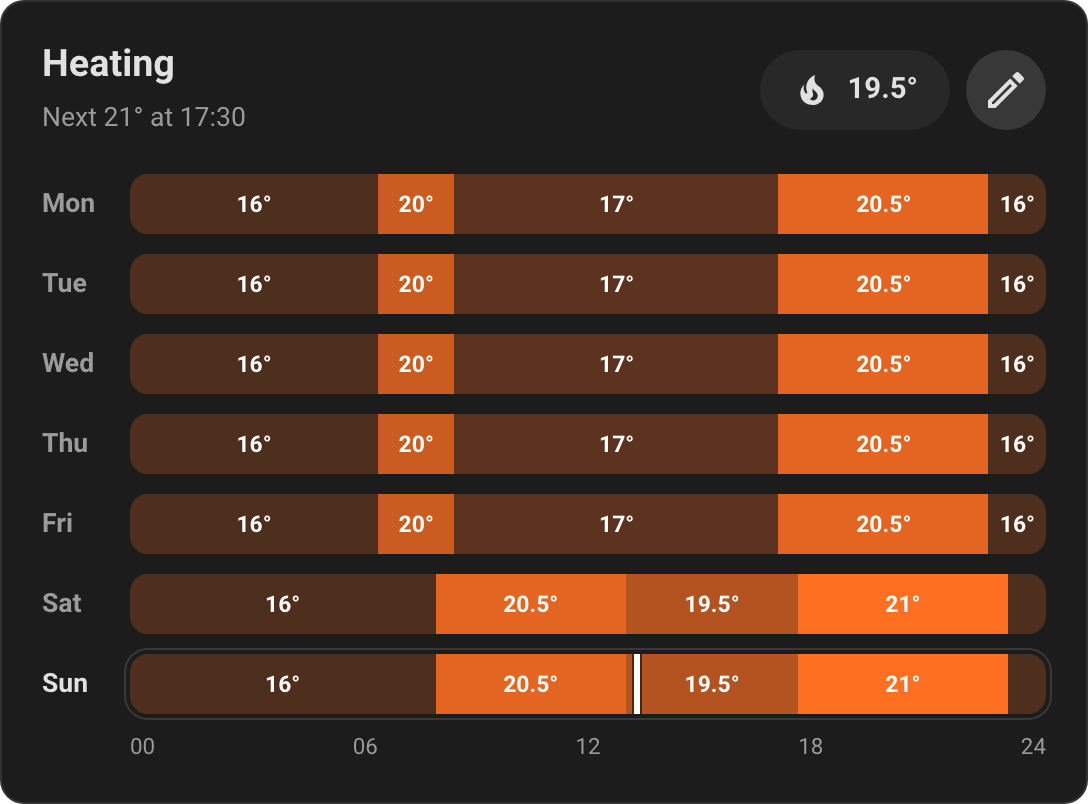 Heating
Next 21° at 17:30
19.5°
Mon 16° 20° 17° 20.5° 16°
Tue 16° 20° 17° 20.5° 16°
Wed 16° 20° 17° 20.5° 16°
Thu 16° 20° 17° 20.5° 16°
Fri 16° 20° 17° 20.5° 16°
Sat 16° 20.5° 19.5° 21°
Sun 16° 20.5° 19.5° 21°
00 06 12 18 24